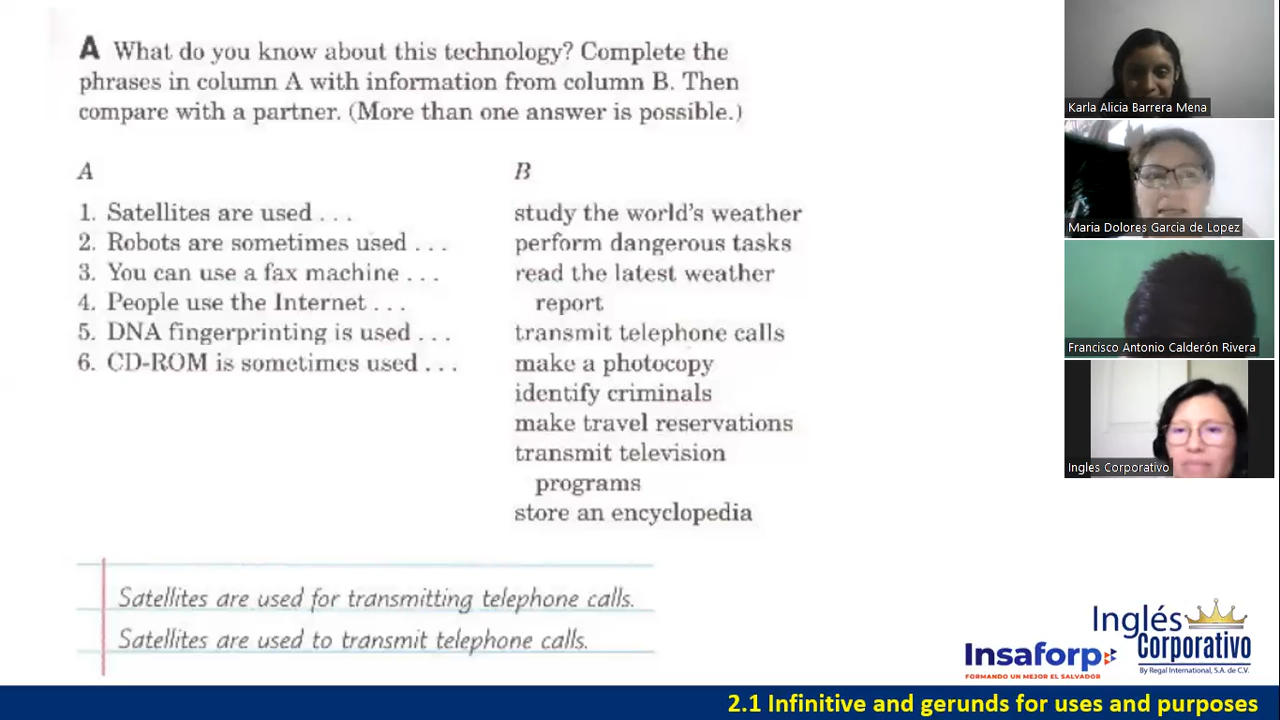 A What do you know about this technology? Complete the
phrases in column A with information from column B. Then
compare with a partner. (More than one answer is possible.)
A
1. Satellites are used . . .
2. Robots are sometimes used . . .
3. You can use a fax machine . . .
4. People use the Internet . . .
5. DNA fingerprinting is used . . .
6. CD-ROM is sometimes used . . .
B
study the world's weather
perform dangerous tasks
read the latest weather
report
transmit telephone calls
make a photocopy
identify criminals
make travel reservations
transmit television
programs
store an encyclopedia
Satellites are used for transmitting telephone calls.
Satellites are used to transmit telephone calls.
Karla Alicia Barrera Mena
Maria Dolores Garcia de Lopez
Francisco Antonio Calderón Rivera
Ingles Corporativo
Insaforp
FORMANDO UN MEJOR EL SALVADOR
Inglés
Corporativo
By Regal International, S.A. de C.V.
2.1 Infinitive and gerunds for uses and purposes